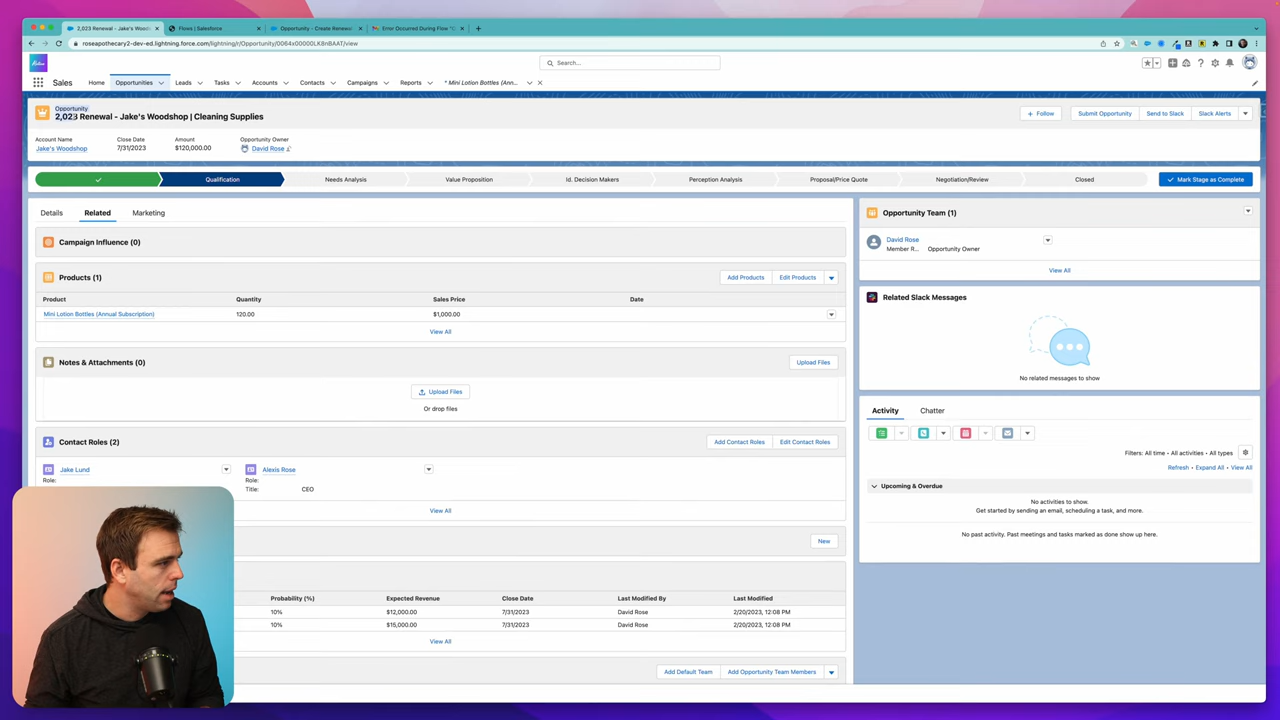 2,023 Renewal - Jake's Woodsh
Flows | Salesforce
Opportunity - Create Renewal
Error Occurred During Flow "
roseapothecary2-dev-ed.lightning.force.com/lightning/r/Opportunity/0064x00000LK8nBAAT/view
Search...
Sales
Home
Opportunities
Leads
Tasks
Accounts
Contacts
Campaigns
Reports
* Mini Lotion Bottles (Ann...
Opportunity
2,023 Renewal - Jake's Woodshop | Cleaning Supplies
Follow
Submit Opportunity
Send to Slack
Slack Alerts
Account Name
Close Date
Amount
Opportunity Owner
Jake's Woodshop
7/31/2023
$120,000.00
David Rose
Qualification
Needs Analysis
Value Proposition
Id. Decision Makers
Perception Analysis
Proposal/Price Quote
Negotiation/Review
Closed
Mark Stage as Complete
Details
Related
Marketing
Campaign Influence (0)
Products (1)
Add Products
Edit Products
Product
Quantity
Sales Price
Date
Mini Lotion Bottles (Annual Subscription)
120.00
$1,000.00
View All
Notes & Attachments (0)
Upload Files
Upload Files
Or drop files
Contact Roles (2)
Add Contact Roles
Edit Contact Roles
Jake Lund
Role:
Alexis Rose
Role:
Title:
CEO
View All
New
Probability (%)
Expected Revenue
Close Date
Last Modified By
Last Modified
10%
$12,000.00
7/31/2023
David Rose
2/20/2023, 12:08 PM
10%
$15,000.00
7/31/2023
David Rose
2/20/2023, 12:08 PM
View All
Add Default Team
Add Opportunity Team Members
Opportunity Team (1)
David Rose
Member R...
Opportunity Owner
View All
Related Slack Messages
No related messages to show
Activity
Chatter
Filters: All time • All activities • All types
Refresh • Expand All • View All
Upcoming & Overdue
No activities to show.
Get started by sending an email, scheduling a task, and more.
No past activity. Past meetings and tasks marked as done show up here.